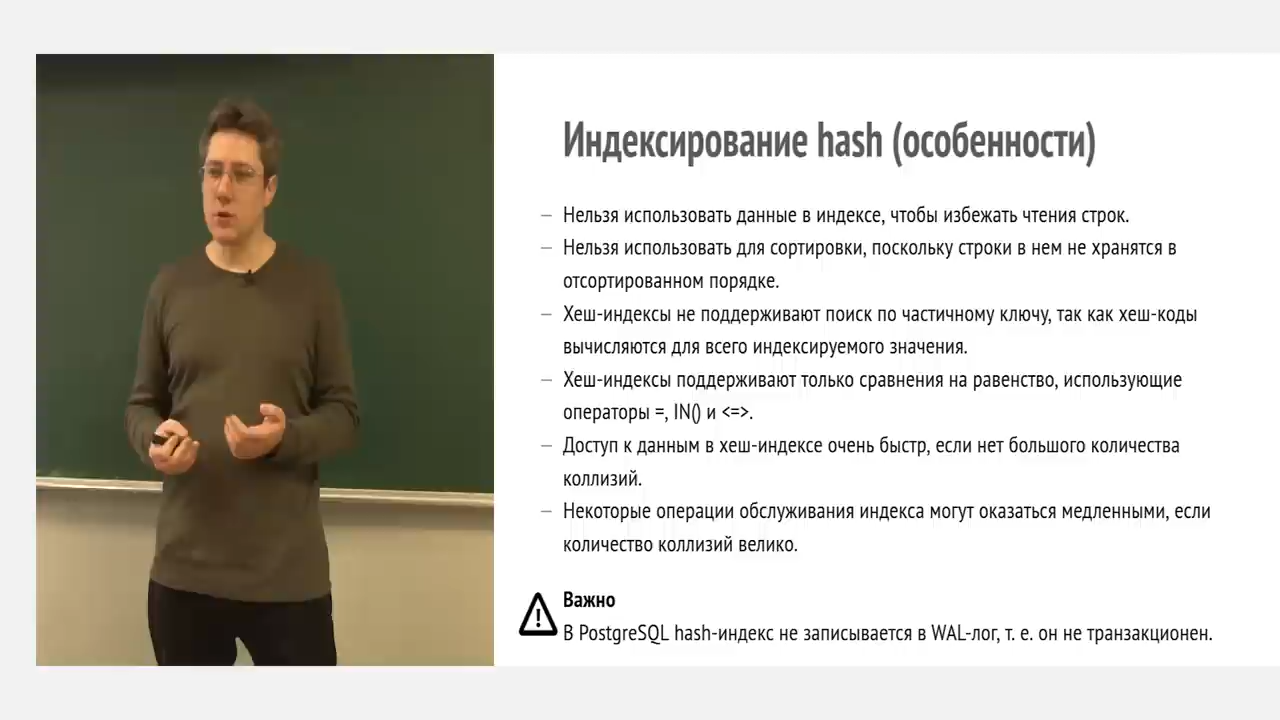 Индексирование hash (особенности)
– Нельзя использовать данные в индексе, чтобы избежать чтения строк.
– Нельзя использовать для сортировки, поскольку строки в нем не хранятся в
отсортированном порядке.
– Хеш-индексы не поддерживают поиск по частичному ключу, так как хеш-коды
вычисляются для всего индексируемого значения.
– Хеш-индексы поддерживают только сравнения на равенство, использующие
операторы =, IN() и <=>.
– Доступ к данным в хеш-индексе очень быстр, если нет большого количества
коллизий.
– Некоторые операции обслуживания индекса могут оказаться медленными, если
количество коллизий велико.
Важно
В PostgreSQL hash-индекс не записывается в WAL-лог, т. е. он не транзакционен.